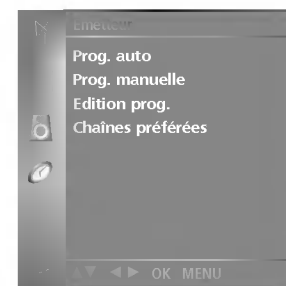 Emetteur
Prog. auto
Prog. manuelle
Edition prog.
Chaînes préférées
▲▼ ◄► OK MENU